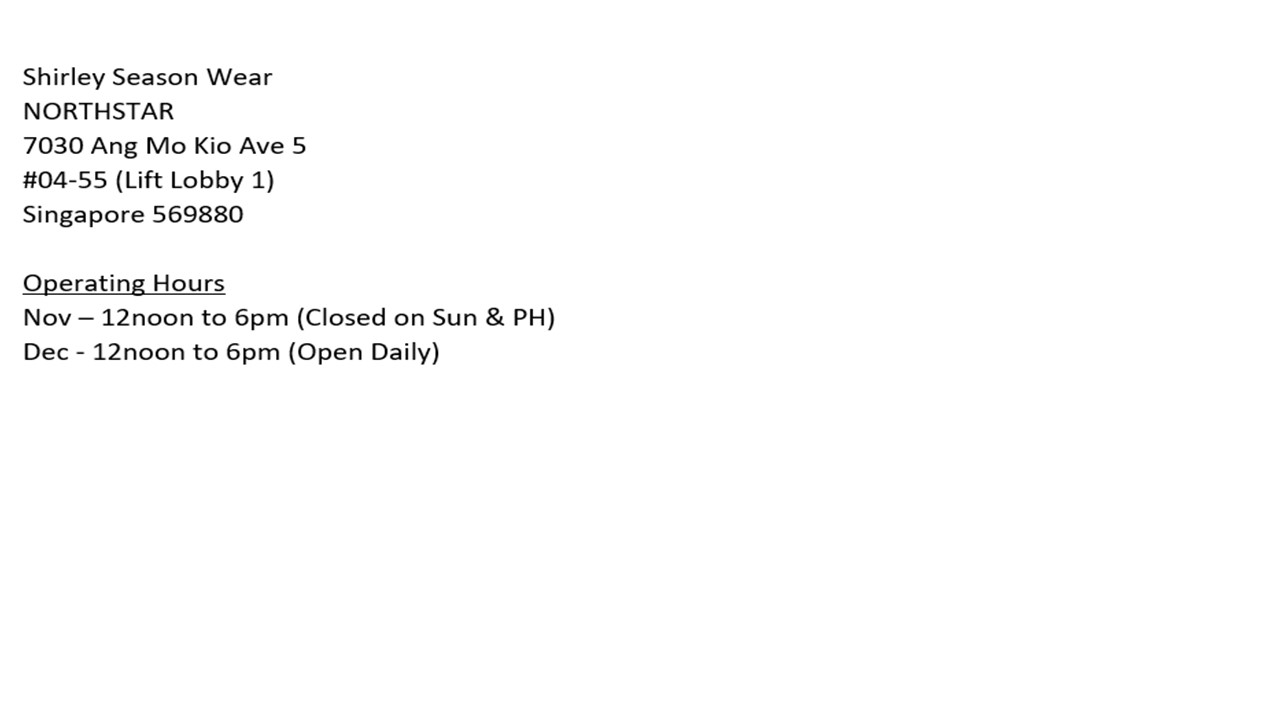 Shirley Season Wear
NORTHSTAR
7030 Ang Mo Kio Ave 5
#04-55 (Lift Lobby 1)
Singapore 569880
Operating Hours
Nov – 12noon to 6pm (Closed on Sun & PH)
Dec - 12noon to 6pm (Open Daily)